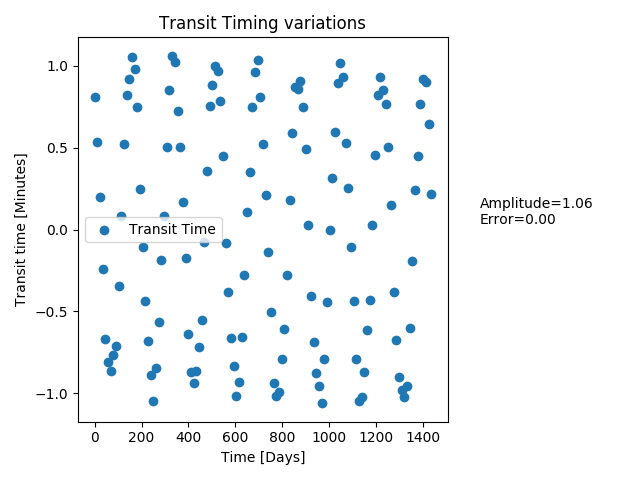 Transit Timing variations
Transit time [Minutes]
1.0
0.5
0.0
−0.5
−1.0
Transit Time
0 200 400 600 800 1000 1200 1400
Time [Days]
Amplitude=1.06
Error=0.00